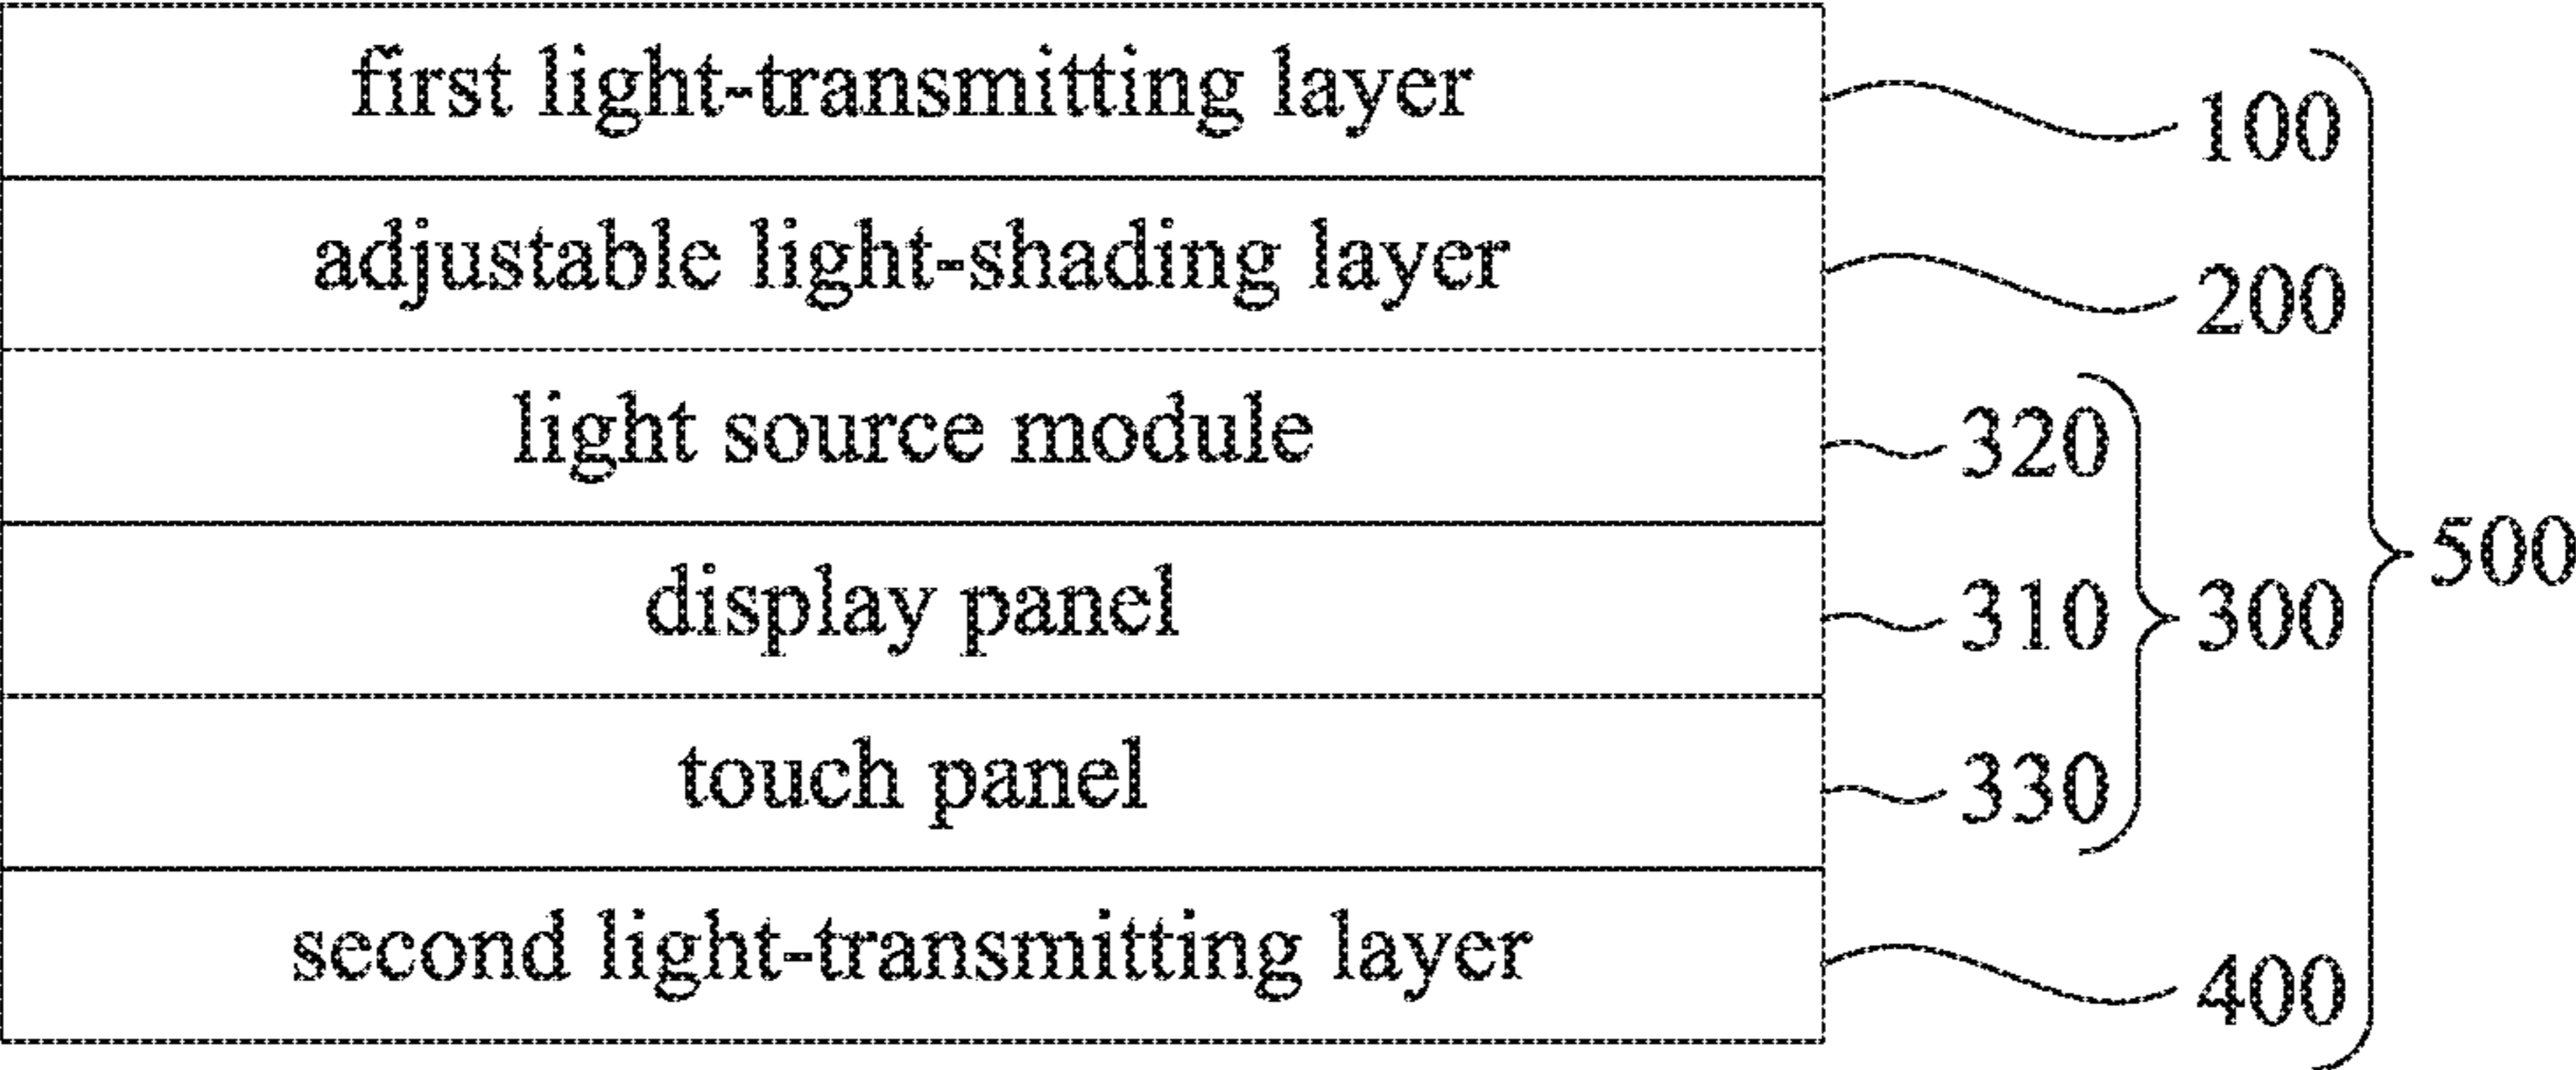 first light-transmitting layer 100
adjustable light-shading layer 200
light source module 320
500
display panel 310 300
touch panel 330
second light-transmitting layer 400